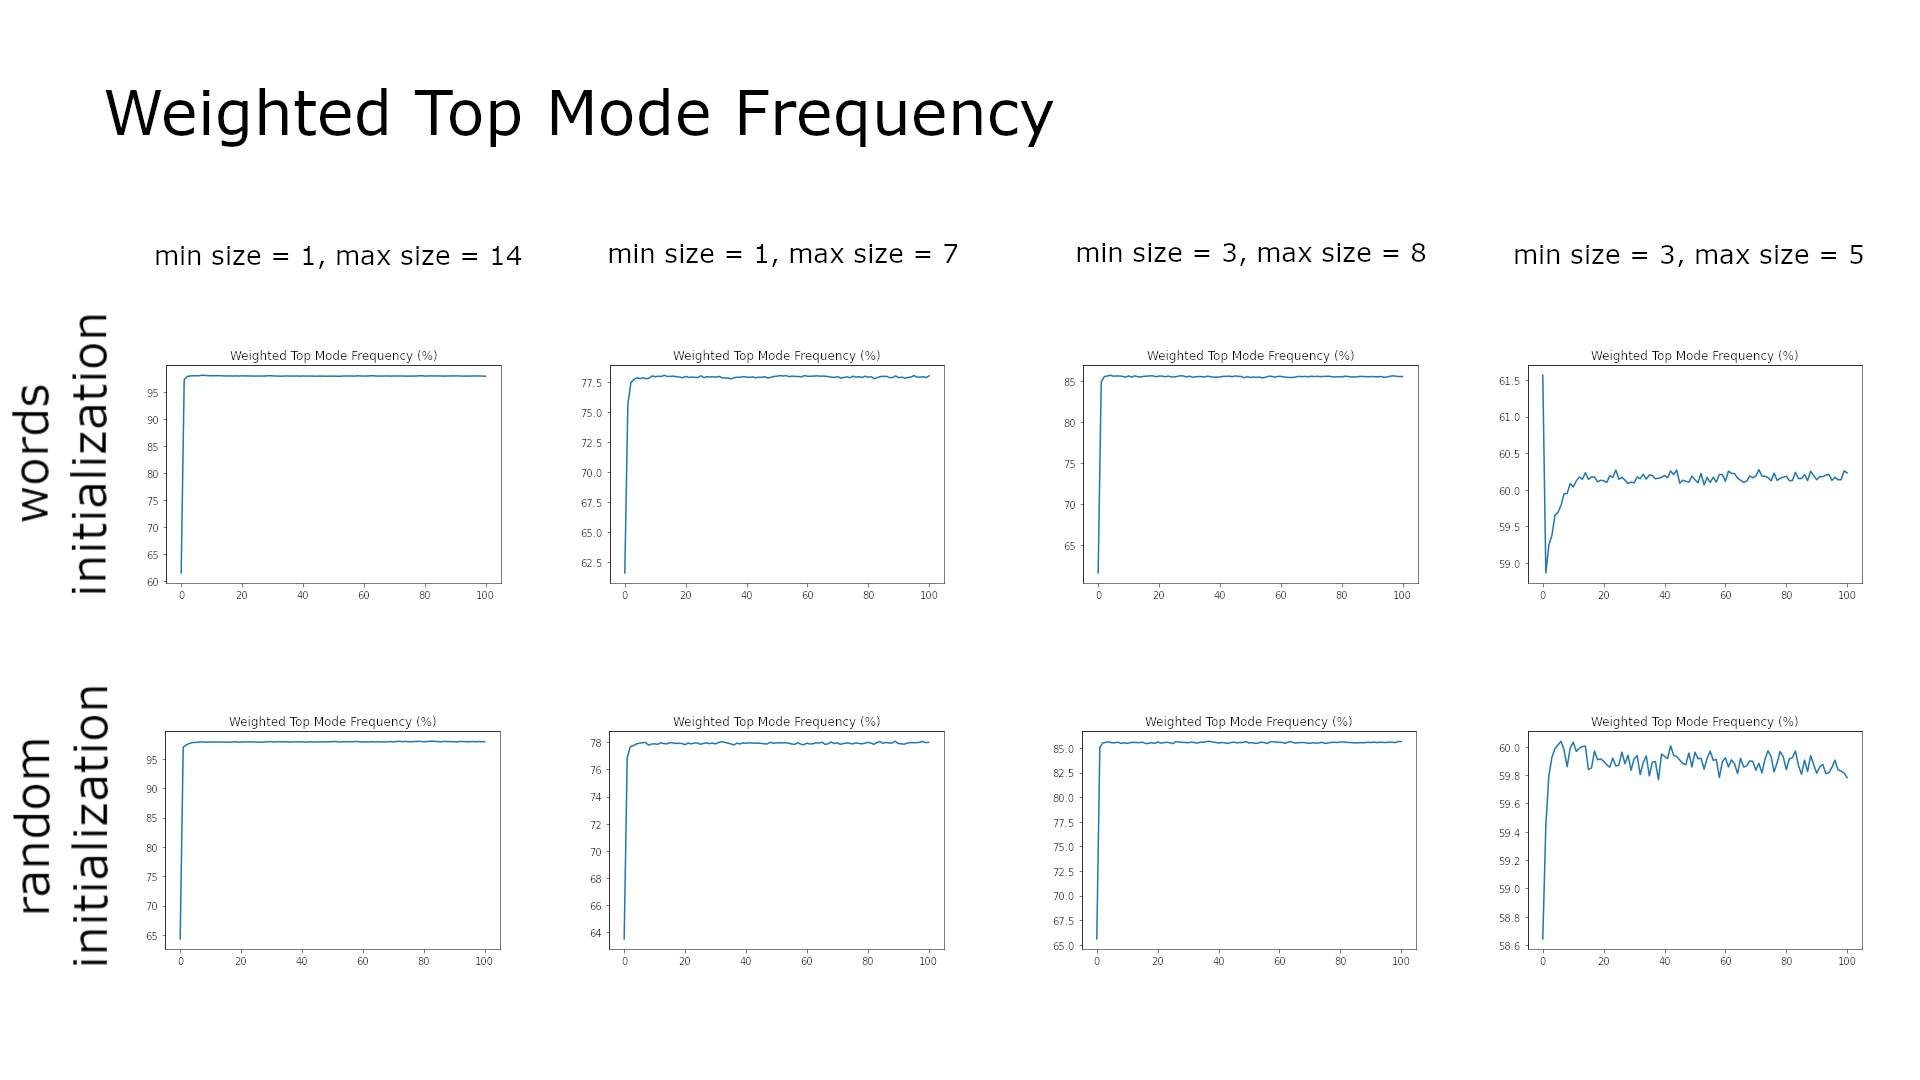 Weighted Top Mode Frequency
min size = 1, max size = 14
min size = 1, max size = 7
min size = 3, max size = 8
min size = 3, max size = 5
words
initialization
Weighted Top Mode Frequency (%)
95
90
85
80
75
70
65
60
0 20 40 60 80 100
Weighted Top Mode Frequency (%)
77.5
75.0
72.5
70.0
67.5
65.0
62.5
0 20 40 60 80 100
Weighted Top Mode Frequency (%)
85
80
75
70
65
0 20 40 60 80 100
Weighted Top Mode Frequency (%)
61.5
61.0
60.5
60.0
59.5
59.0
0 20 40 60 80 100
random
initialization
Weighted Top Mode Frequency (%)
95
90
85
80
75
70
65
0 20 40 60 80 100
Weighted Top Mode Frequency (%)
78
76
74
72
70
68
66
64
0 20 40 60 80 100
Weighted Top Mode Frequency (%)
85.0
82.5
80.0
77.5
75.0
72.5
70.0
67.5
65.0
0 20 40 60 80 100
Weighted Top Mode Frequency (%)
60.0
59.8
59.6
59.4
59.2
59.0
58.8
58.6
0 20 40 60 80 100